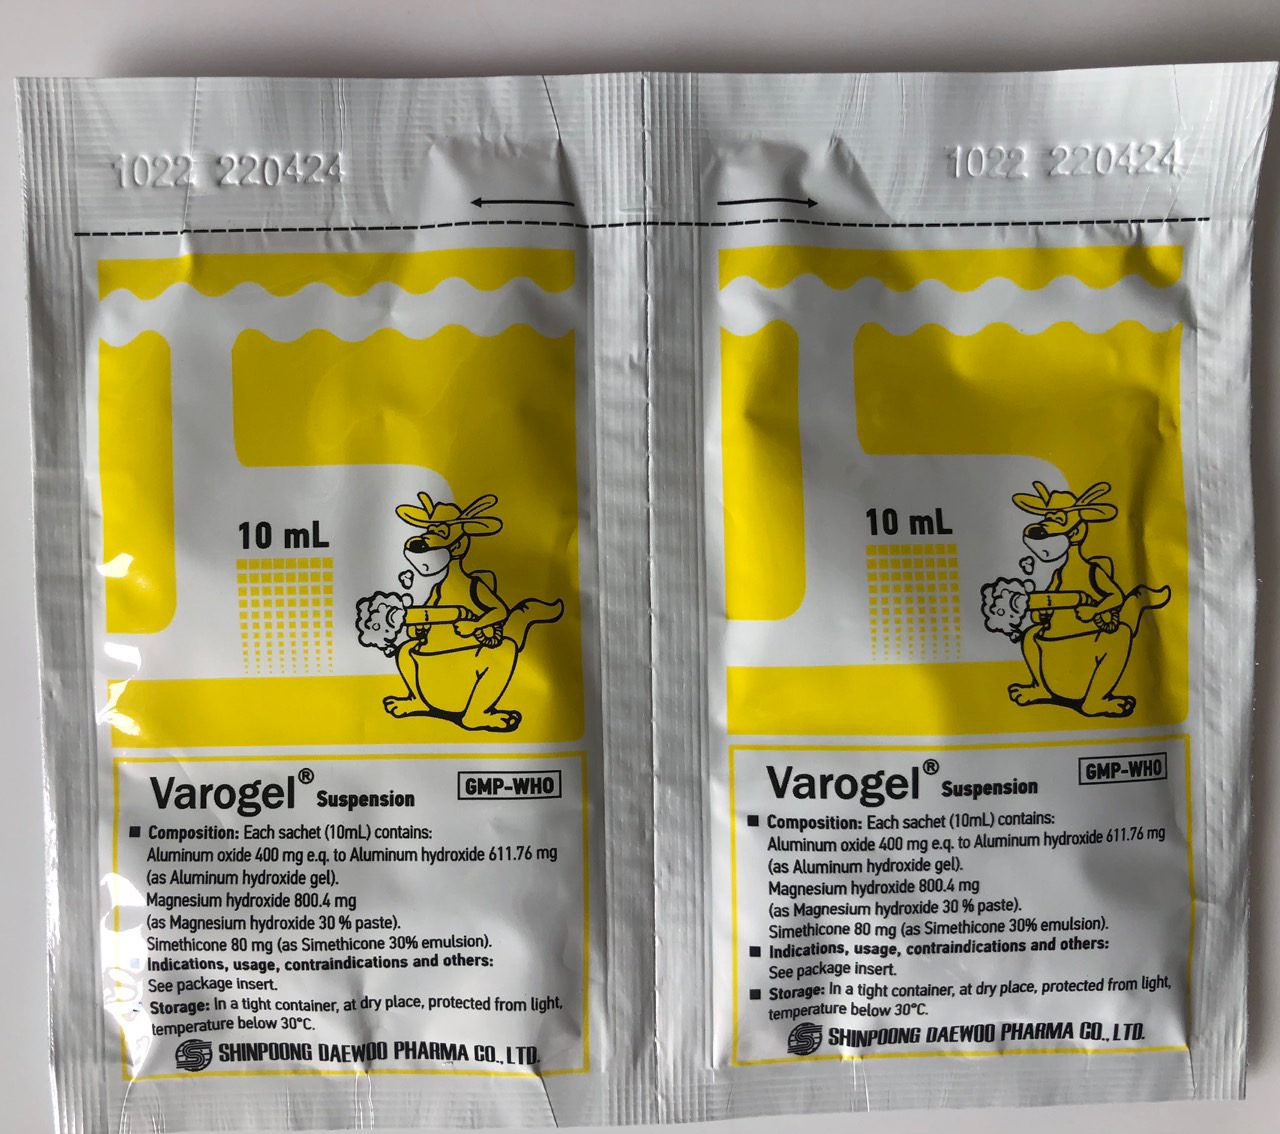 1022 220424
10 mL
Varogel® Suspension
GMP-WHO
■ Composition: Each sachet (10mL) contains:
Aluminum oxide 400 mg e.q. to Aluminum hydroxide 611.76 mg
(as Aluminum hydroxide gel).
Magnesium hydroxide 800.4 mg
(as Magnesium hydroxide 30 % paste).
Simethicone 80 mg (as Simethicone 30% emulsion).
Indications, usage, contraindications and others:
See package insert.
Storage: In a tight container, at dry place, protected from light,
temperature below 30°C.
SHINPOONG DAEWOO PHARMA CO., LTD.
1022 220424
10 mL
Varogel® Suspension
GMP-WHO
■ Composition: Each sachet (10mL) contains:
Aluminum oxide 400 mg e.q. to Aluminum hydroxide 611.76 mg
(as Aluminum hydroxide gel).
Magnesium hydroxide 800.4 mg
(as Magnesium hydroxide 30 % paste).
Simethicone 80 mg (as Simethicone 30% emulsion).
■ Indications, usage, contraindications and others:
See package insert.
■ Storage: In a tight container, at dry place, protected from light,
temperature below 30°C.
SHINPOONG DAEWOO PHARMA CO., LTD.